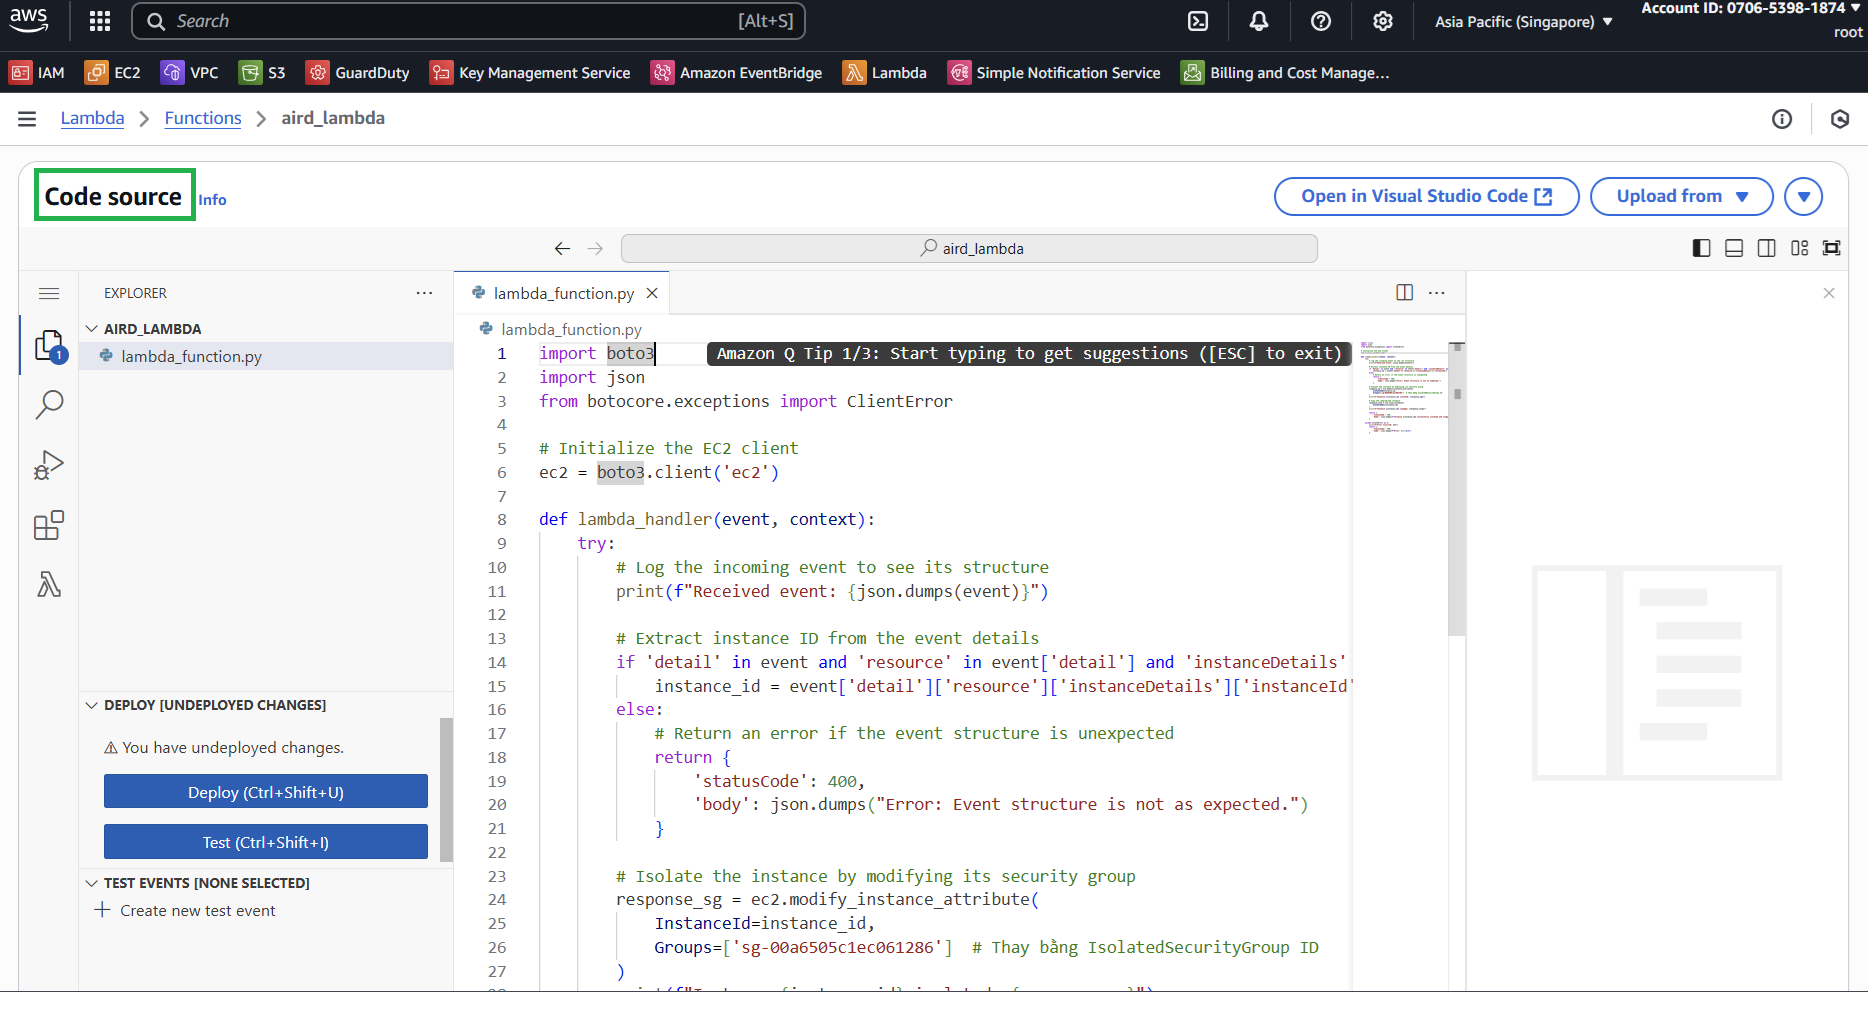 aws
Search
[Alt+S]
Asia Pacific (Singapore)
Account ID: 0706-5398-1874
root
IAM
EC2
VPC
S3
GuardDuty
Key Management Service
Amazon EventBridge
Lambda
Simple Notification Service
Billing and Cost Manage...
Lambda
Functions
aird_lambda
Code source
Info
Open in Visual Studio Code
Upload from
aird_lambda
EXPLORER
AIRD_LAMBDA
lambda_function.py
1
DEPLOY [UNDEPLOYED CHANGES]
You have undeployed changes.
Deploy (Ctrl+Shift+U)
Test (Ctrl+Shift+I)
TEST EVENTS [NONE SELECTED]
Create new test event
lambda_function.py
lambda_function.py
1 import boto3
Amazon Q Tip 1/3: Start typing to get suggestions ([ESC] to exit)
2 import json
3 from botocore.exceptions import ClientError
4
5 # Initialize the EC2 client
6 ec2 = boto3.client('ec2')
7
8 def lambda_handler(event, context):
9 try:
10 # Log the incoming event to see its structure
11 print(f"Received event: {json.dumps(event)}")
12
13 # Extract instance ID from the event details
14 if 'detail' in event and 'resource' in event['detail'] and 'instanceDetails'
15 instance_id = event['detail']['resource']['instanceDetails']['instanceId'
16 else:
17 # Return an error if the event structure is unexpected
18 return {
19 'statusCode': 400,
20 'body': json.dumps("Error: Event structure is not as expected.")
21 }
22
23 # Isolate the instance by modifying its security group
24 response_sg = ec2.modify_instance_attribute(
25 InstanceId=instance_id,
26 Groups=['sg-00a6505c1ec061286'] # Thay bằng IsolatedSecurityGroup ID
27 )